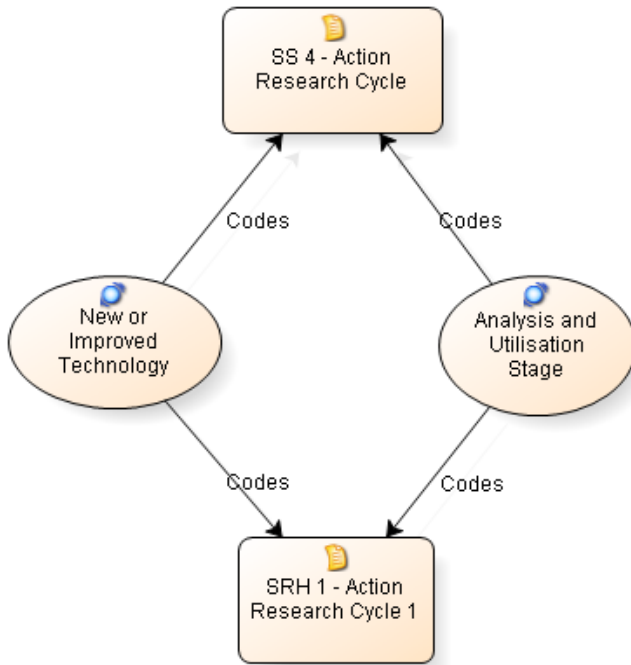 SS 4 - Action
Research Cycle
Codes
Codes
New or
Improved
Technology
Analysis and
Utilisation
Stage
Codes
Codes
SRH 1 - Action
Research Cycle 1